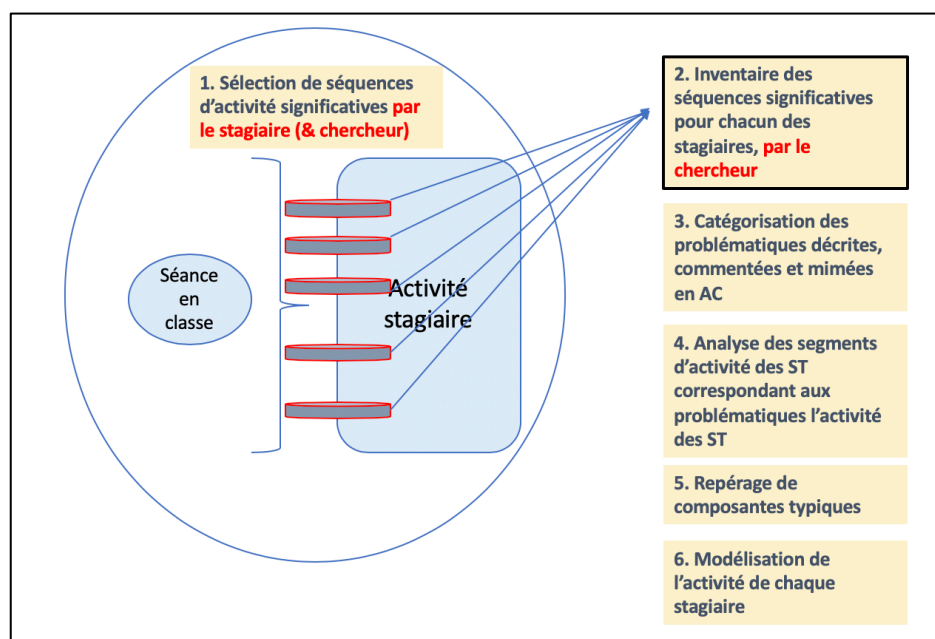 1. Sélection de séquences
d’activité significatives par
le stagiaire (& chercheur)
Séance
en
classe
Activité
stagiaire
2. Inventaire des
séquences significatives
pour chacun des
stagiaires, par le
chercheur
3. Catégorisation des
problématiques décrites,
commentées et mimées
en AC
4. Analyse des segments
d’activité des ST
correspondant aux
problématiques l’activité
des ST
5. Repérage de
composantes typiques
6. Modélisation de
l’activité de chaque
stagiaire